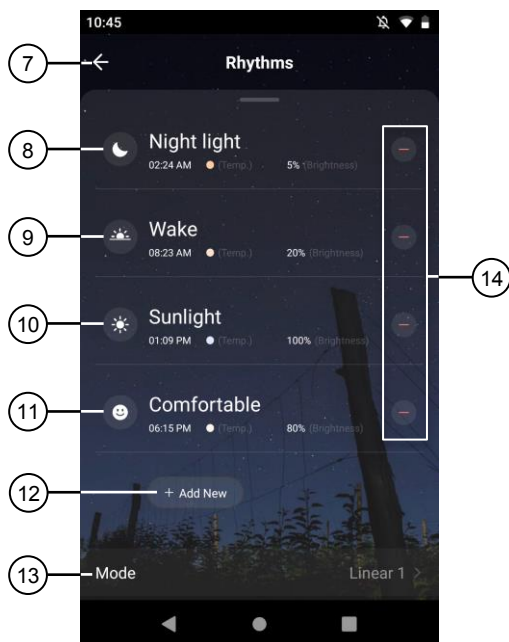 10:45
7
Rhythms
8
Night light
02:24 AM (Temp.) 5% (Brightness)
9
Wake
08:23 AM (Temp.) 20% (Brightness)
14
10
Sunlight
01:09 PM (Temp.) 100% (Brightness)
11
Comfortable
06:15 PM (Temp.) 80% (Brightness)
12
+ Add New
13
Mode Linear 1 >